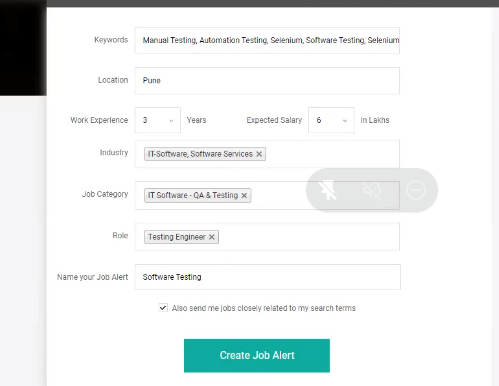 Keywords Manual Testing, Automation Testing, Selenium, Software Testing, Selenium
Location Pune
Work Experience 3 Years Expected Salary 6 In Lakhs
Industry IT-Software, Software Services ×
Job Category IT Software - QA & Testing ×
Role Testing Engineer ×
Name your Job Alert Software Testing
Also send me jobs closely related to my search terms
Create Job Alert